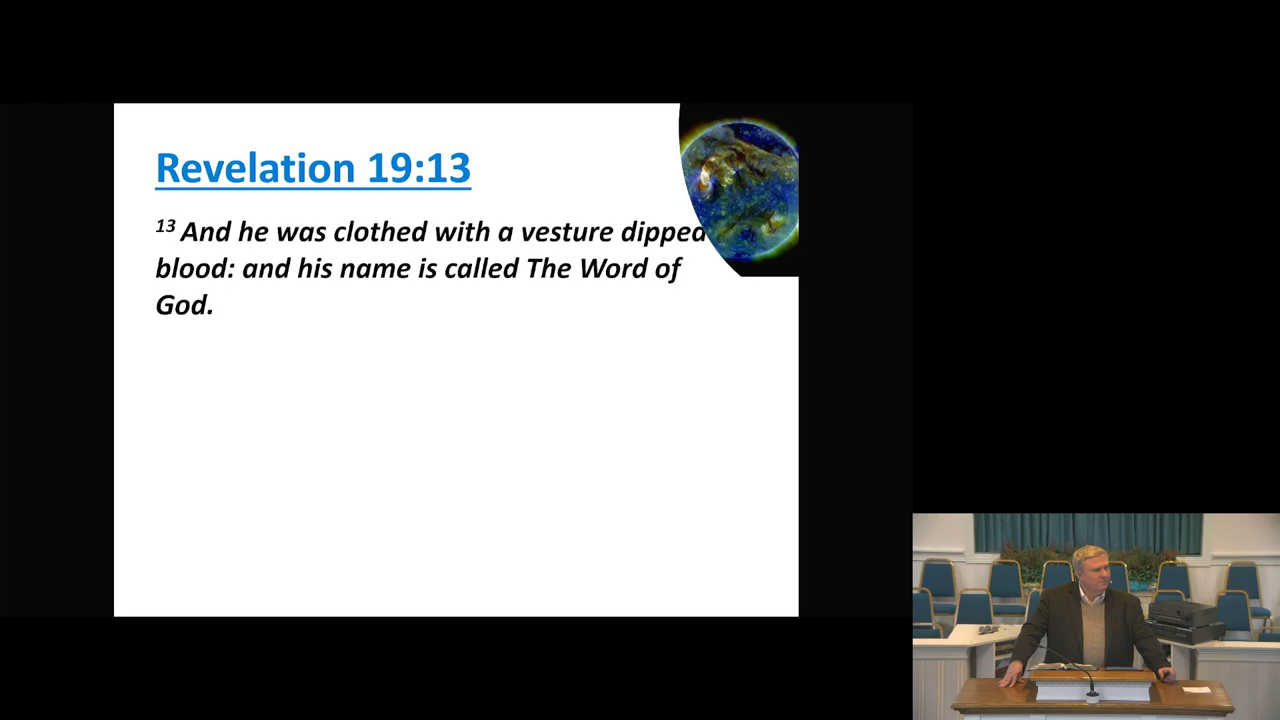 Revelation 19:13
13 And he was clothed with a vesture dipped
blood: and his name is called The Word of
God.